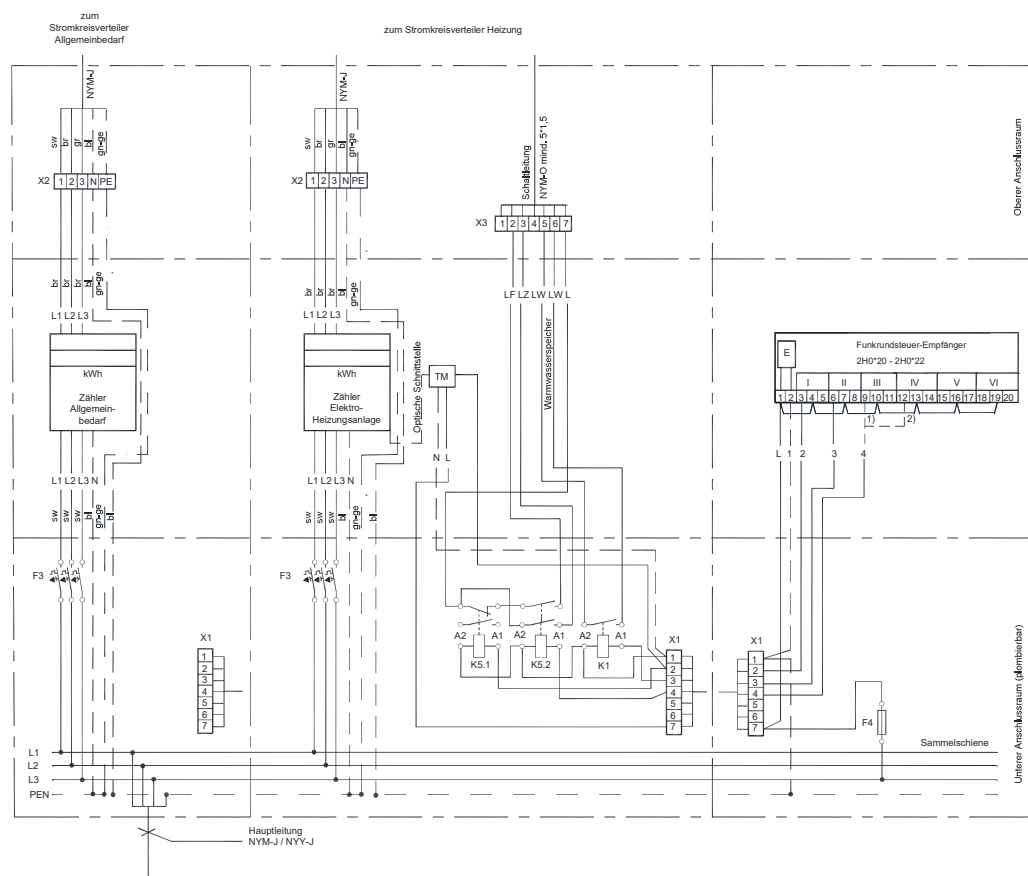 zum
Stromkreisverteiler
Allgemeinbedarf
zum Stromkreisverteiler Heizung
NYM-J
NYM-J
Schaltleitung
NYM-O mind. 5*1,5
Oberer Anschlussraum
sw br gr bl gn-ge
sw br gr bl gn-ge
X2 1 2 3 N PE
X2 1 2 3 N PE
X3 1 2 3 4 5 6 7
br br gr bl gn-ge
br br gr bl gn-ge
LF LZ LW LW L
L1 L2 L3
L1 L2 L3
Warmwasserspeicher
Optische Schnittstelle
kWh
Zähler
Allgemein-
bedarf
kWh
Zähler
Elektro-
Heizungsanlage
TM
E
Funkrundsteuer-Empfänger
2H0*20 - 2H0*22
I II III IV V VI
1 2 3 4 5 6 7 8 9 10 11 12 13 14 15 16 17 18 19 20
1) 2)
N L
L 1 2 3 4
L1 L2 L3 N
L1 L2 L3 N
sw sw sw bl gn-ge bl
sw sw sw bl gn-ge bl
F3
F3
A2 A1 A2 A1 A2 A1
K5.1 K5.2 K1
X1
1
2
3
4
5
6
7
X1
1
2
3
4
5
6
7
X1
1
2
3
4
5
6
7
F4
Unterer Anschlussraum (plombierbar)
Sammelschiene
L1
L2
L3
PEN
Hauptleitung
NYM-J / NYY-J